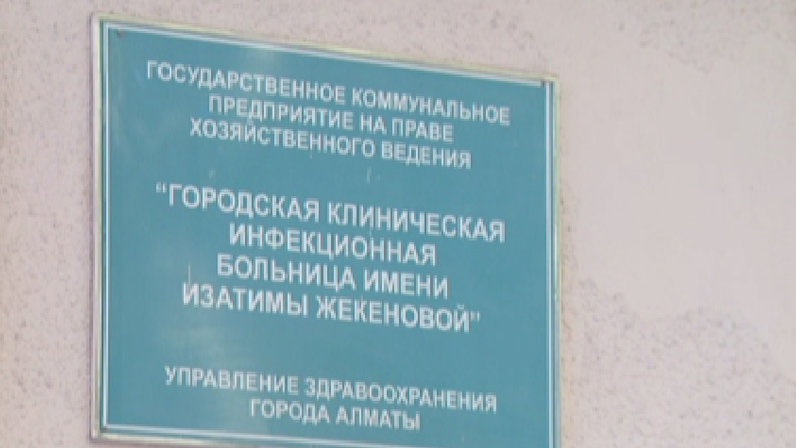 ГОСУДАРСТВЕННОЕ КОММУНАЛЬНОЕ
ПРЕДПРИЯТИЕ НА ПРАВЕ
ХОЗЯЙСТВЕННОГО ВЕДЕНИЯ
“ГОРОДСКАЯ КЛИНИЧЕСКАЯ
ИНФЕКЦИОННАЯ
БОЛЬНИЦА ИМЕНИ
ИЗАТИМЫ ЖЕКЕНОВОЙ”
УПРАВЛЕНИЕ ЗДРАВООХРАНЕНИЯ
ГОРОДА АЛМАТЫ